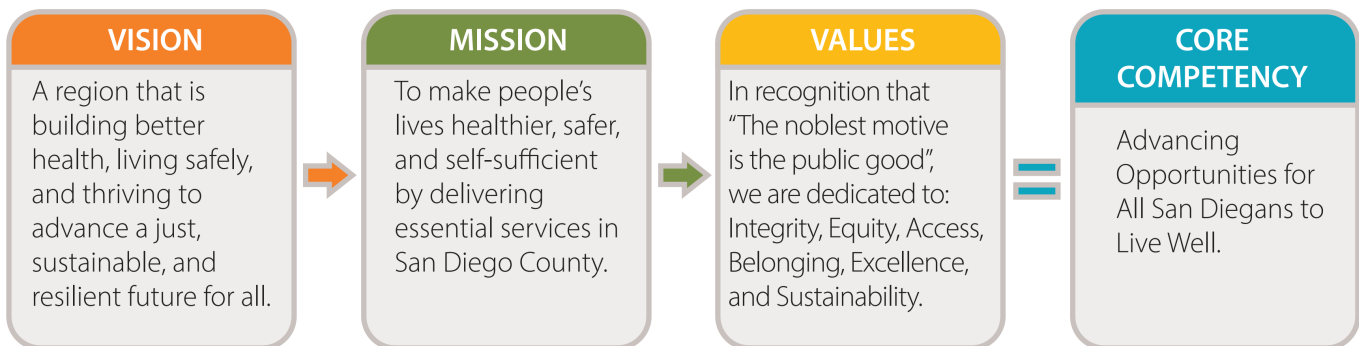 VISION
A region that is
building better
health, living safely,
and thriving to
advance a just,
sustainable, and
resilient future for all.
MISSION
To make people’s
lives healthier, safer,
and self-sufficient
by delivering
essential services in
San Diego County.
VALUES
In recognition that
“The noblest motive
is the public good”,
we are dedicated to:
Integrity, Equity, Access,
Belonging, Excellence,
and Sustainability.
CORE
COMPETENCY
Advancing
Opportunities for
All San Diegans to
Live Well.